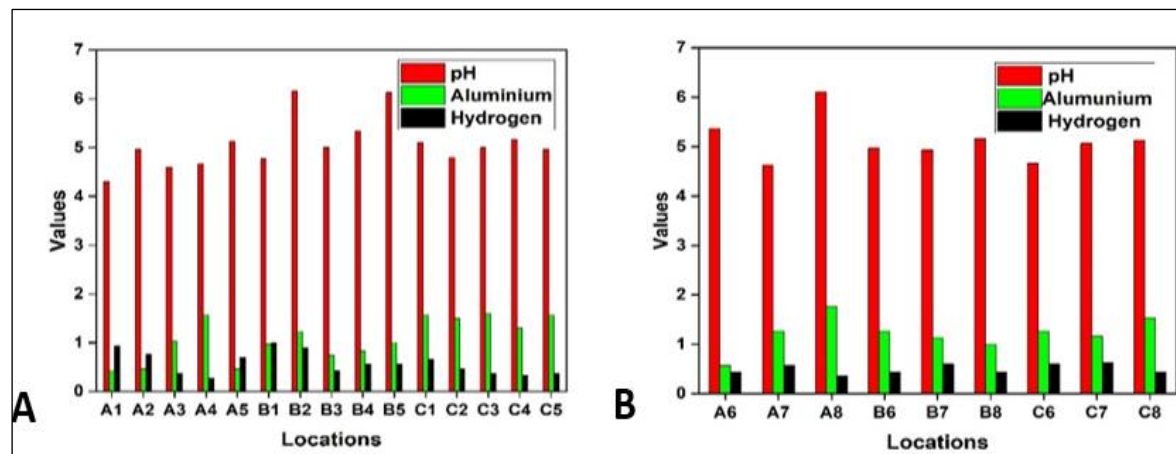 7
6
5
4
3
2
1
0
Values
pH
Aluminium
Hydrogen
A1 A2 A3 A4 A5 B1 B2 B3 B4 B5 C1 C2 C3 C4 C5
Locations
A
7
6
5
4
3
2
1
0
Values
pH
Alumunium
Hydrogen
A6 A7 A8 B6 B7 B8 C6 C7 C8
Locations
B